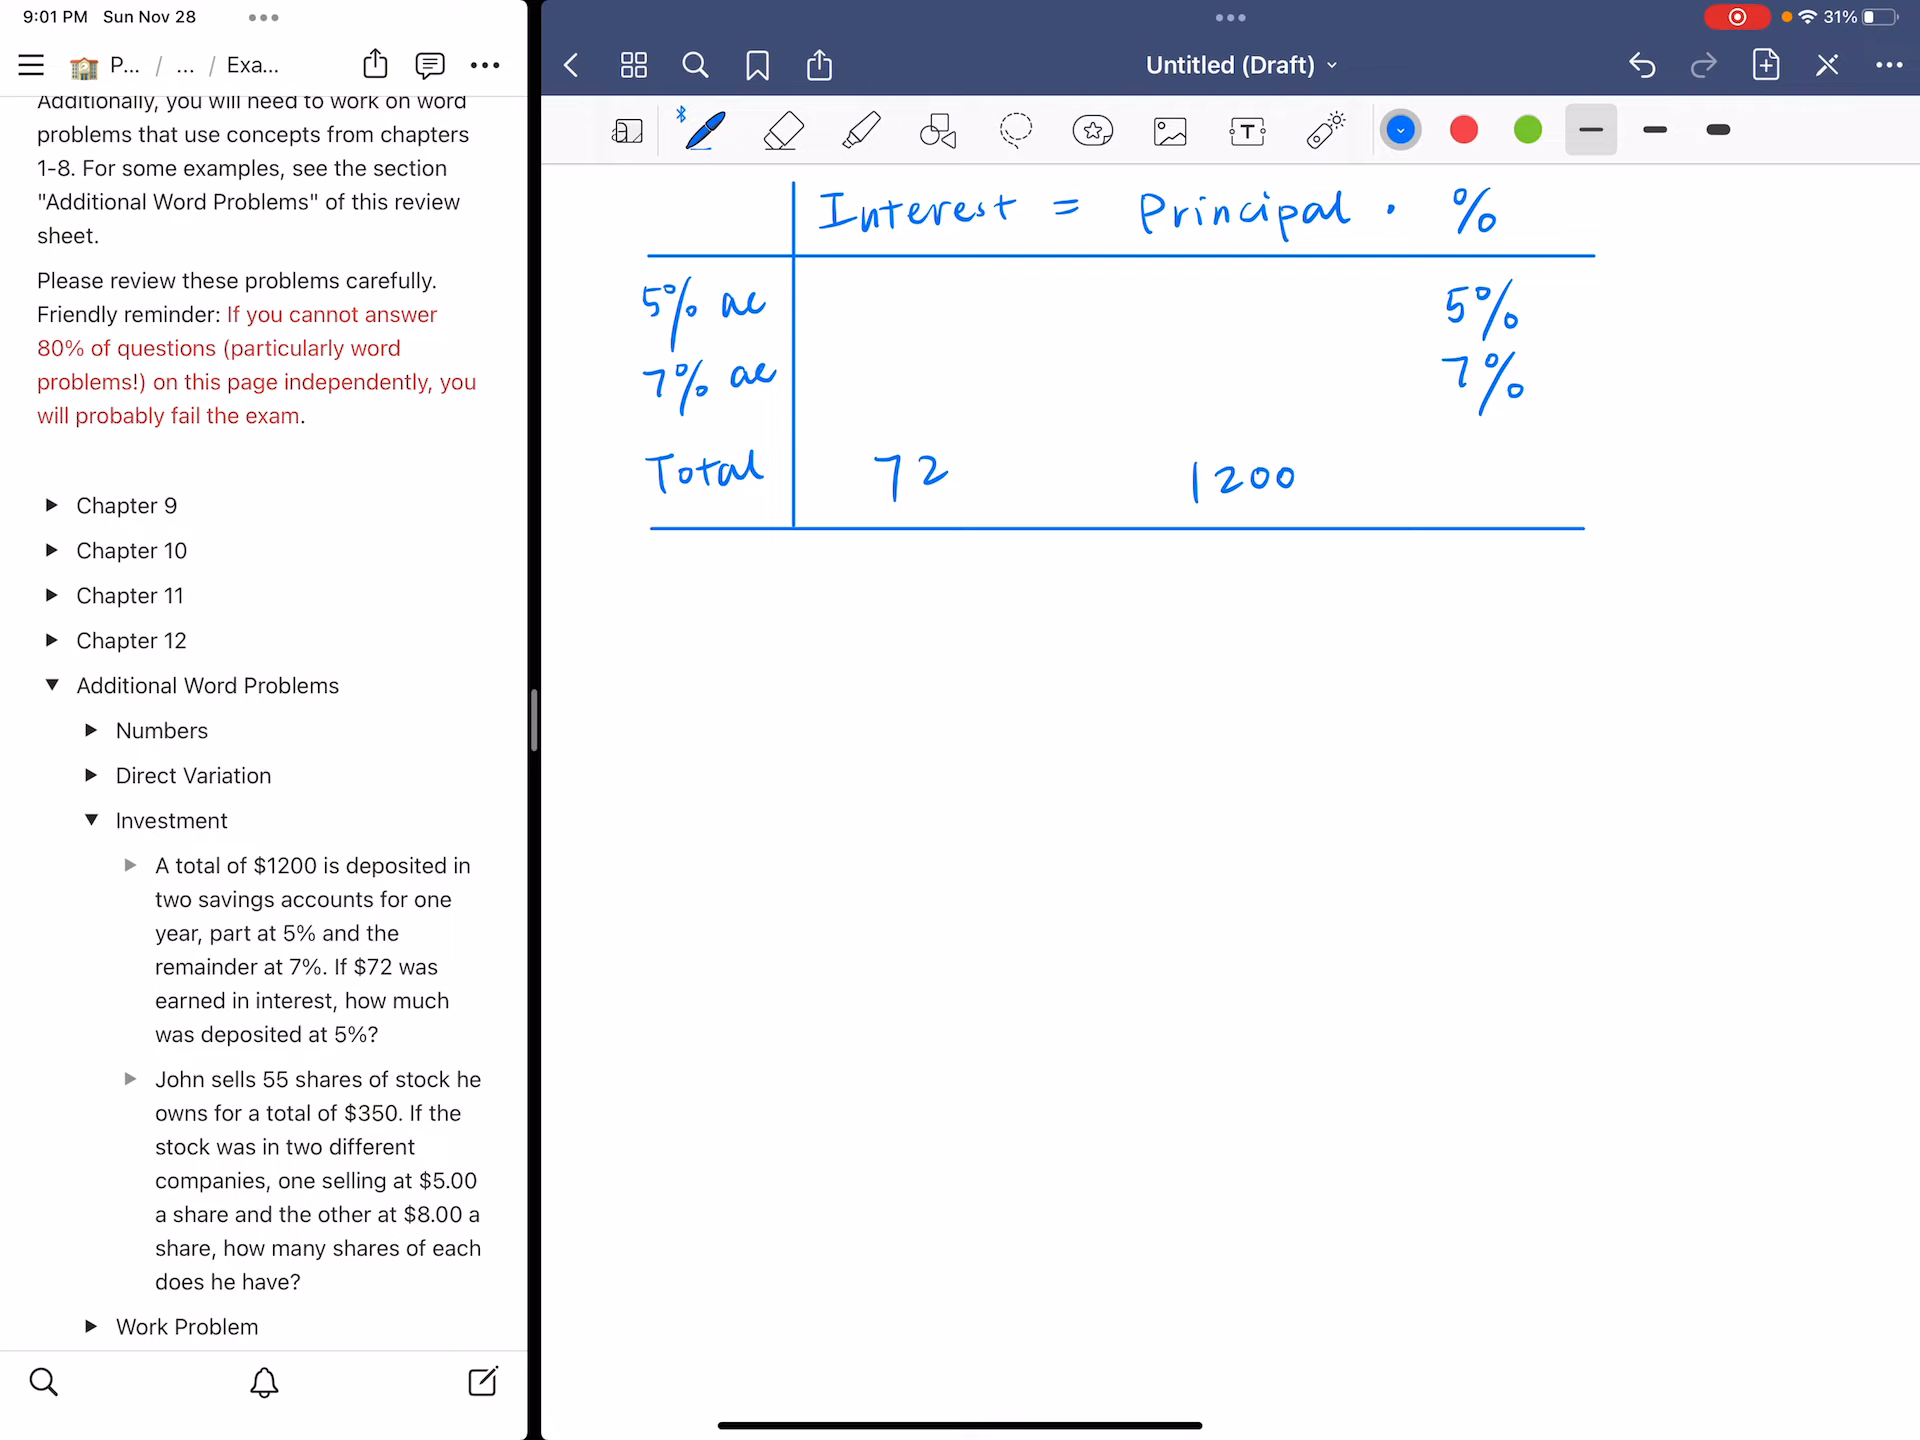 9:01 PM Sun Nov 28
31%
P... / ... / Exa...
Untitled (Draft)
Additionally, you will need to work on word
problems that use concepts from chapters
1-8. For some examples, see the section
"Additional Word Problems" of this review
sheet.
Please review these problems carefully.
Friendly reminder: If you cannot answer
80% of questions (particularly word
problems!) on this page independently, you
will probably fail the exam.
Chapter 9
Chapter 10
Chapter 11
Chapter 12
Additional Word Problems
Numbers
Direct Variation
Investment
A total of $1200 is deposited in
two savings accounts for one
year, part at 5% and the
remainder at 7%. If $72 was
earned in interest, how much
was deposited at 5%?
John sells 55 shares of stock he
owns for a total of $350. If the
stock was in two different
companies, one selling at $5.00
a share and the other at $8.00 a
share, how many shares of each
does he have?
Work Problem
Interest = Principal · %
5% ac 5%
7% ac 7%
Total 72 1200